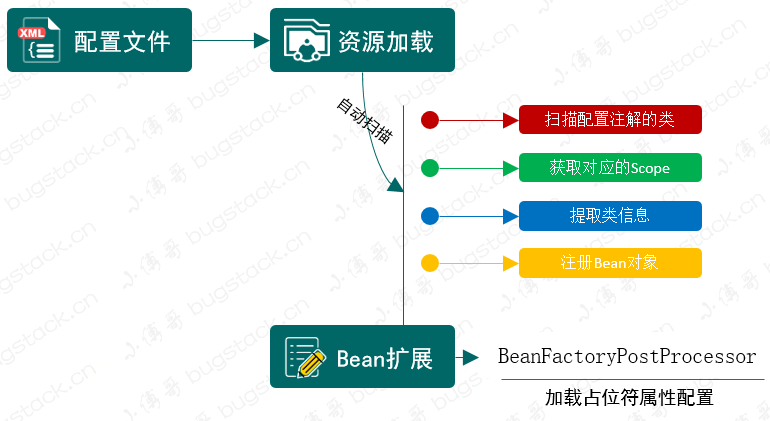 XML
配置文件
资源加载
自动扫描
扫描配置注解的类
获取对应的Scope
提取类信息
注册Bean对象
Bean扩展
BeanFactoryPostProcessor
加载占位符属性配置
小傅哥 bugstack.cn